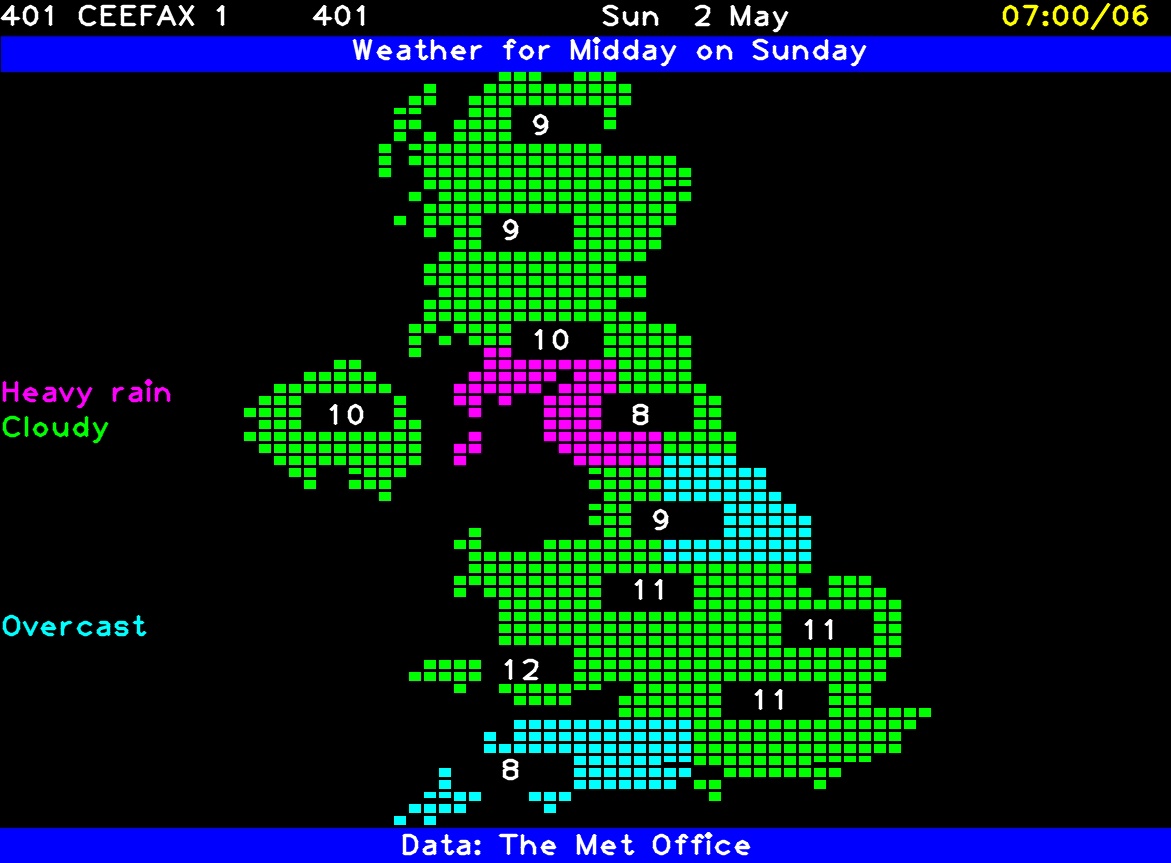 401 CEEFAX 1 401 Sun 2 May 07:00/06
Weather for Midday on Sunday
9
9
10
Heavy rain
10 8
Cloudy
9
11
Overcast 11
12
11
8
Data: The Met Office